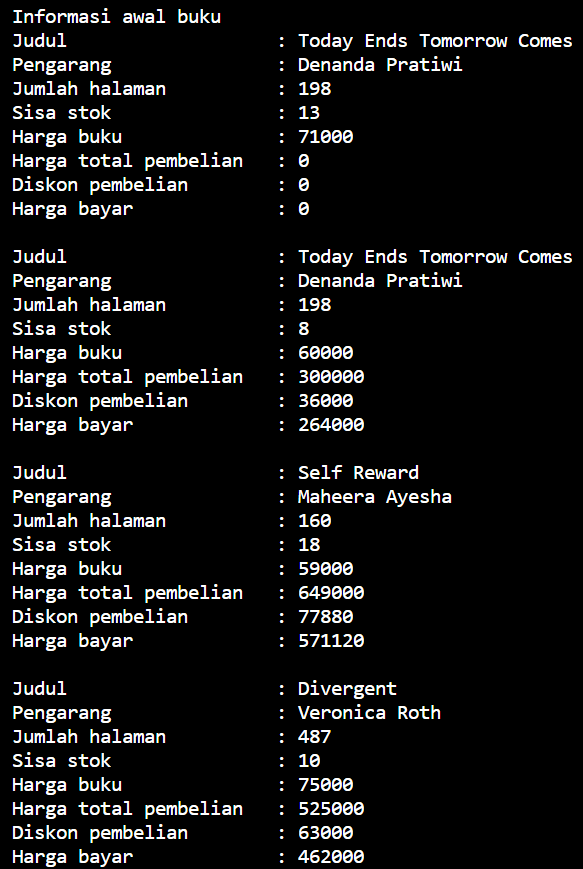 Informasi awal buku
Judul : Today Ends Tomorrow Comes
Pengarang : Denanda Pratiwi
Jumlah halaman : 198
Sisa stok : 13
Harga buku : 71000
Harga total pembelian : 0
Diskon pembelian : 0
Harga bayar : 0

Judul : Today Ends Tomorrow Comes
Pengarang : Denanda Pratiwi
Jumlah halaman : 198
Sisa stok : 8
Harga buku : 60000
Harga total pembelian : 300000
Diskon pembelian : 36000
Harga bayar : 264000

Judul : Self Reward
Pengarang : Maheera Ayesha
Jumlah halaman : 160
Sisa stok : 18
Harga buku : 59000
Harga total pembelian : 649000
Diskon pembelian : 77880
Harga bayar : 571120

Judul : Divergent
Pengarang : Veronica Roth
Jumlah halaman : 487
Sisa stok : 10
Harga buku : 75000
Harga total pembelian : 525000
Diskon pembelian : 63000
Harga bayar : 462000